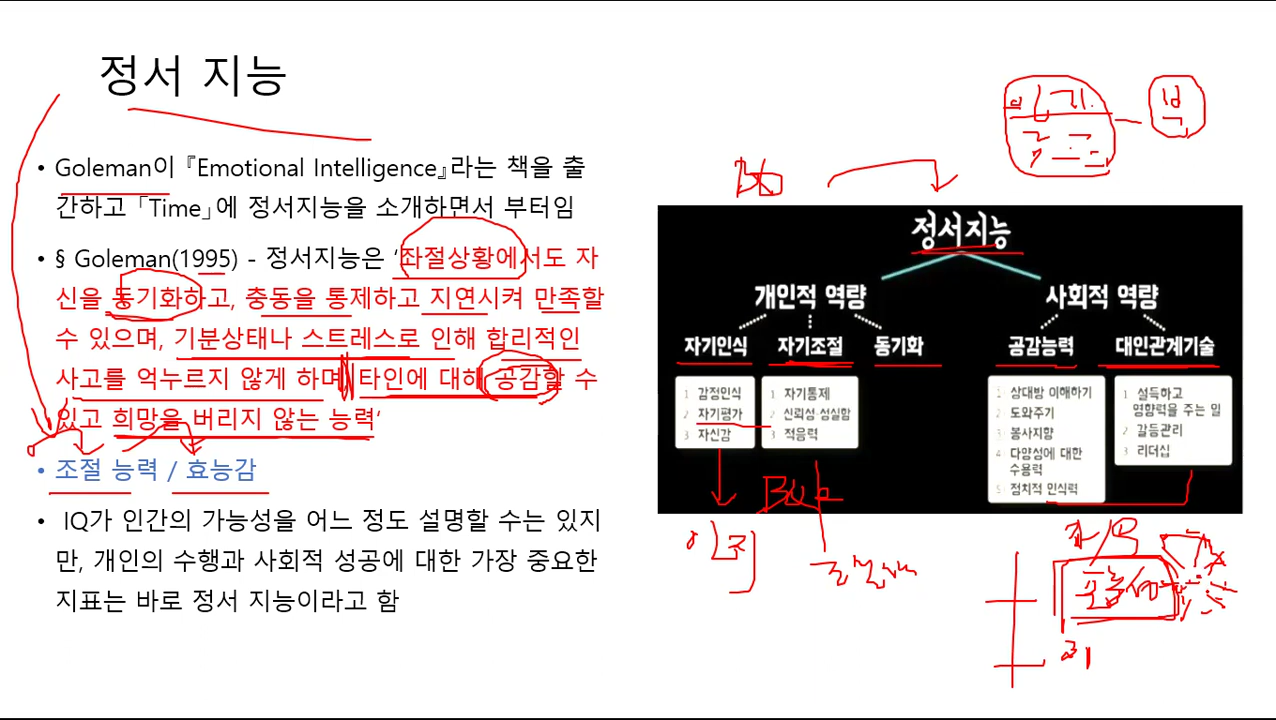 정서 지능
• Goleman이 『Emotional Intelligence』라는 책을 출
간하고 「Time」에 정서지능을 소개하면서 부터임
• § Goleman(1995) - 정서지능은 ‘좌절상황에서도 자
신을 동기화하고, 충동을 통제하고 지연시켜 만족할
수 있으며, 기분상태나 스트레스로 인해 합리적인
사고를 억누르지 않게 하며, 타인에 대해 공감할 수
있고 희망을 버리지 않는 능력‘
• 조절 능력 / 효능감
• IQ가 인간의 가능성을 어느 정도 설명할 수는 있지
만, 개인의 수행과 사회적 성공에 대한 가장 중요한
지표는 바로 정서 지능이라고 함
정서지능
개인적 역량
사회적 역량
자기인식
자기조절
동기화
공감능력
대인관계기술
1 감정인식
2 자기평가
3 자신감
1 자기통제
2 신뢰성 성실함
3 적응력
1 상대방 이해하기
2 도와주기
3 봉사지향
4 다양성에 대한
수용력
5 정치적 인식력
1 설득하고
영향력을 주는 일
2 갈등관리
3 리더십